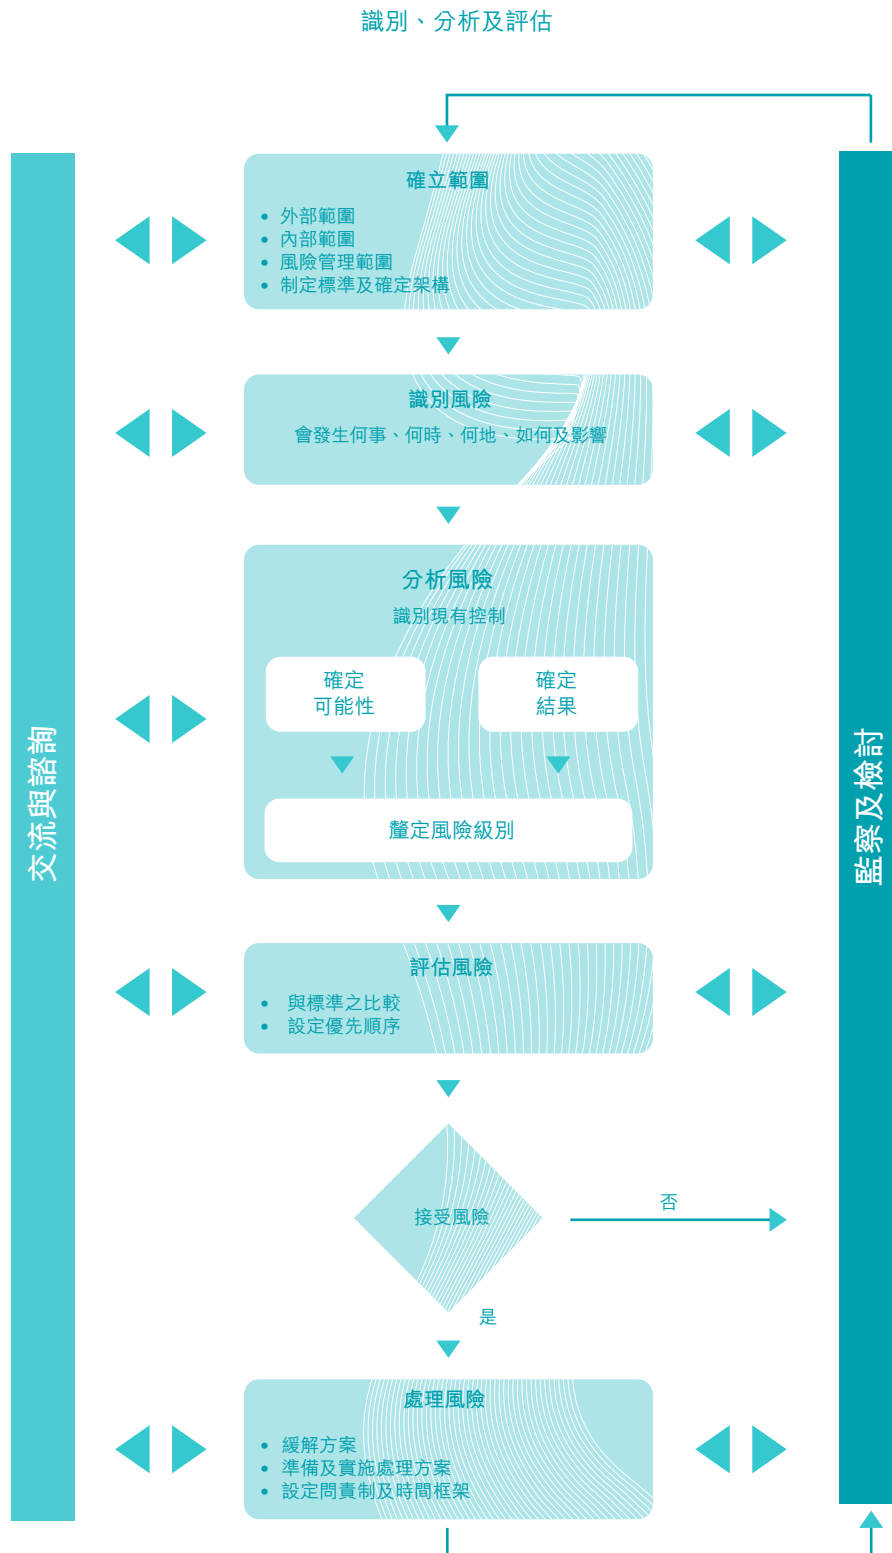 識別、分析及評估
確立範圍
• 外部範圍
• 內部範圍
• 風險管理範圍
• 制定標準及確定架構
識別風險
會發生何事、何時、何地、如何及影響
分析風險
識別現有控制
確定
可能性
確定
結果
釐定風險級別
交流與諮詢
監察及檢討
評估風險
• 與標準之比較
• 設定優先順序
接受風險
否
是
處理風險
• 緩解方案
• 準備及實施處理方案
• 設定問責制及時間框架